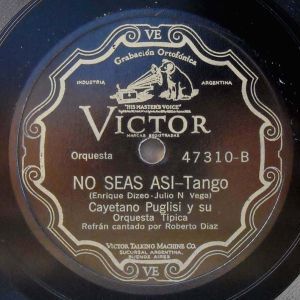 VE
Grabación Ortofónica
INDUSTRIA ARGENTINA
"HIS MASTER'S VOICE"
VICTOR
MARCAS REGISTRADAS
Orquesta 47310-B
NO SEAS ASI-Tango
(Enrique Dizeo-Julio N Vega)
Cayetano Puglisi y su
Orquesta Típica
Refrán cantado por Roberto Díaz
VICTOR TALKING MACHINE CO.
SUCURSAL ARGENTINA,
BUENOS AIRES
VE